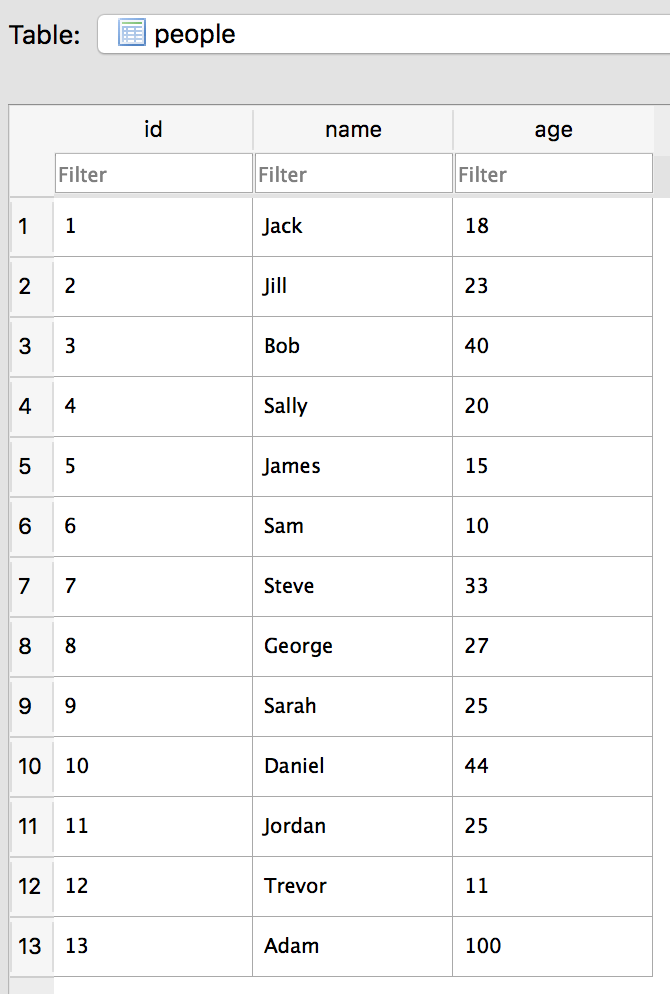 Table: people
id name age
Filter Filter Filter
1 1 Jack 18
2 2 Jill 23
3 3 Bob 40
4 4 Sally 20
5 5 James 15
6 6 Sam 10
7 7 Steve 33
8 8 George 27
9 9 Sarah 25
10 10 Daniel 44
11 11 Jordan 25
12 12 Trevor 11
13 13 Adam 100